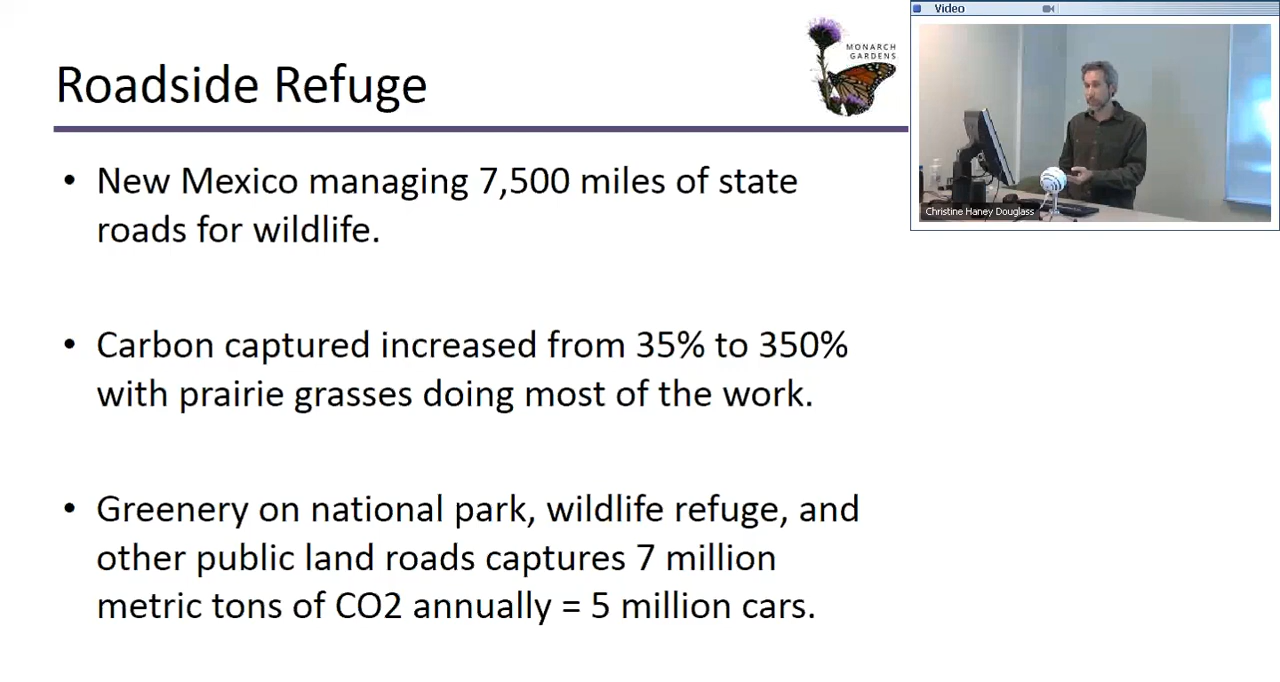 Roadside Refuge
MONARCH
GARDENS
Video
Christine Haney Douglass
• New Mexico managing 7,500 miles of state
roads for wildlife.
• Carbon captured increased from 35% to 350%
with prairie grasses doing most of the work.
• Greenery on national park, wildlife refuge, and
other public land roads captures 7 million
metric tons of CO2 annually = 5 million cars.